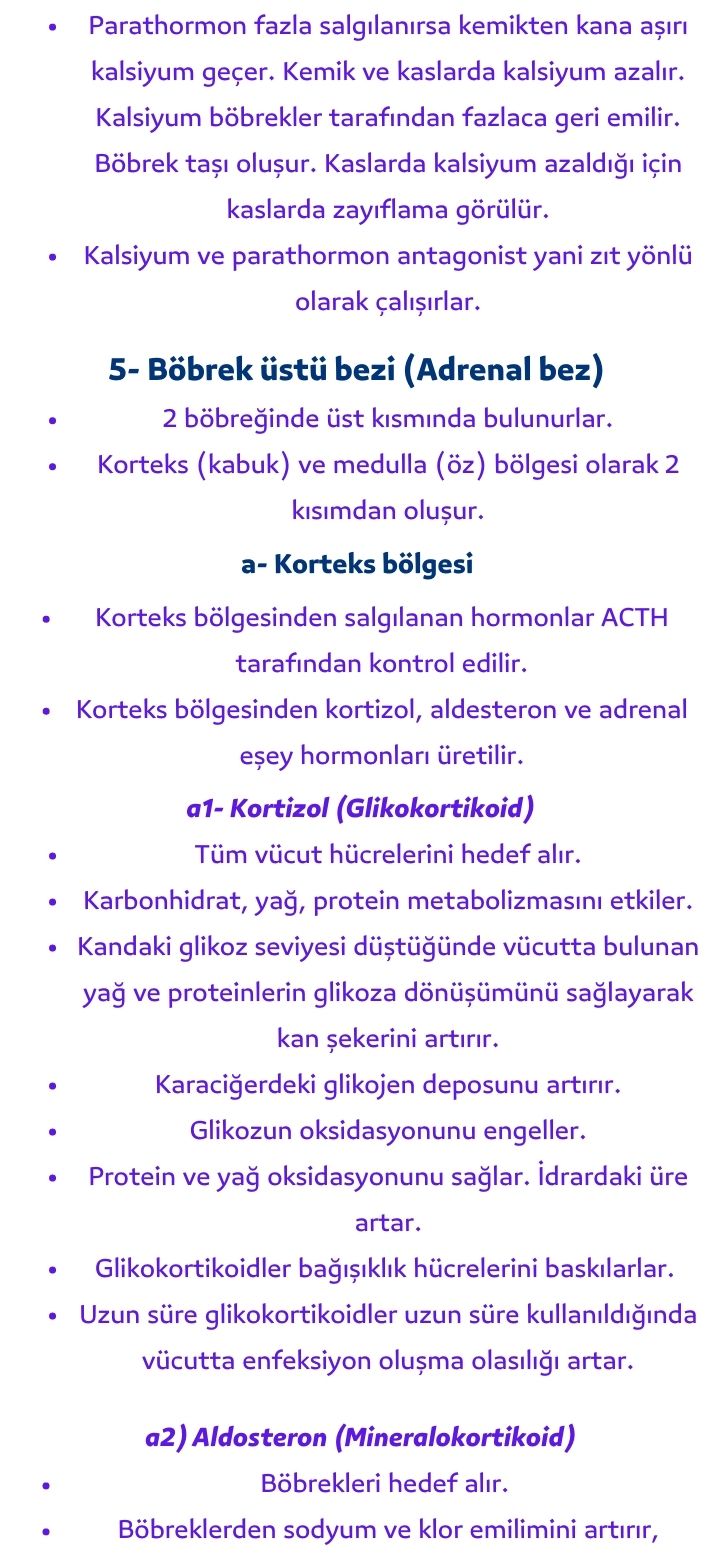 • Parathormon fazla salgılanırsa kemikten kana aşırı
kalsiyum geçer. Kemik ve kaslarda kalsiyum azalır.
Kalsiyum böbrekler tarafından fazlaca geri emilir.
Böbrek taşı oluşur. Kaslarda kalsiyum azaldığı için
kaslarda zayıflama görülür.
• Kalsiyum ve parathormon antagonist yani zıt yönlü
olarak çalışırlar.
5- Böbrek üstü bezi (Adrenal bez)
• 2 böbreğinde üst kısmında bulunurlar.
• Korteks (kabuk) ve medulla (öz) bölgesi olarak 2
kısımdan oluşur.
a- Korteks bölgesi
• Korteks bölgesinden salgılanan hormonlar ACTH
tarafından kontrol edilir.
• Korteks bölgesinden kortizol, aldesteron ve adrenal
eşey hormonları üretilir.
a1- Kortizol (Glikokortikoid)
• Tüm vücut hücrelerini hedef alır.
• Karbonhidrat, yağ, protein metabolizmasını etkiler.
• Kandaki glikoz seviyesi düştüğünde vücutta bulunan
yağ ve proteinlerin glikoza dönüşümünü sağlayarak
kan şekerini artırır.
• Karaciğerdeki glikojen deposunu artırır.
• Glikozun oksidasyonunu engeller.
• Protein ve yağ oksidasyonunu sağlar. İdrardaki üre
artar.
• Glikokortikoidler bağışıklık hücrelerini baskılarlar.
• Uzun süre glikokortikoidler uzun süre kullanıldığında
vücutta enfeksiyon oluşma olasılığı artar.
a2) Aldosteron (Mineralokortikoid)
• Böbrekleri hedef alır.
• Böbreklerden sodyum ve klor emilimini artırır,